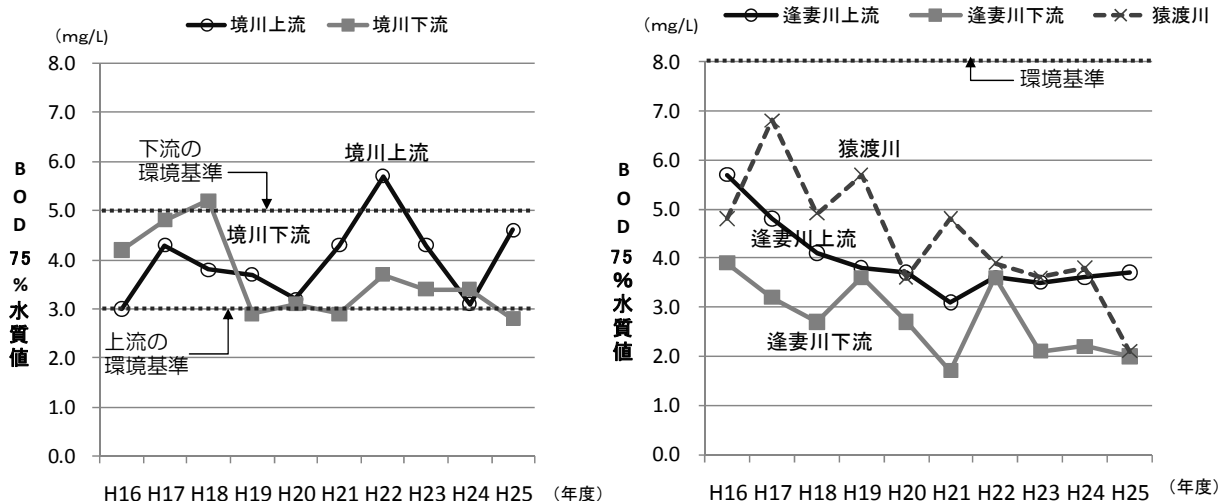 境川上流 境川下流
(mg/L)
8.0
7.0
6.0
5.0
4.0
3.0
2.0
1.0
0.0
BOD 75%水質値
下流の
環境基準
境川上流
境川下流
上流の
環境基準
H16 H17 H18 H19 H20 H21 H22 H23 H24 H25 (年度)
逢妻川上流 逢妻川下流 猿渡川
(mg/L)
8.0
7.0
6.0
5.0
4.0
3.0
2.0
1.0
0.0
BOD 75%水質値
環境基準
猿渡川
逢妻川上流
逢妻川下流
H16 H17 H18 H19 H20 H21 H22 H23 H24 H25 (年度)